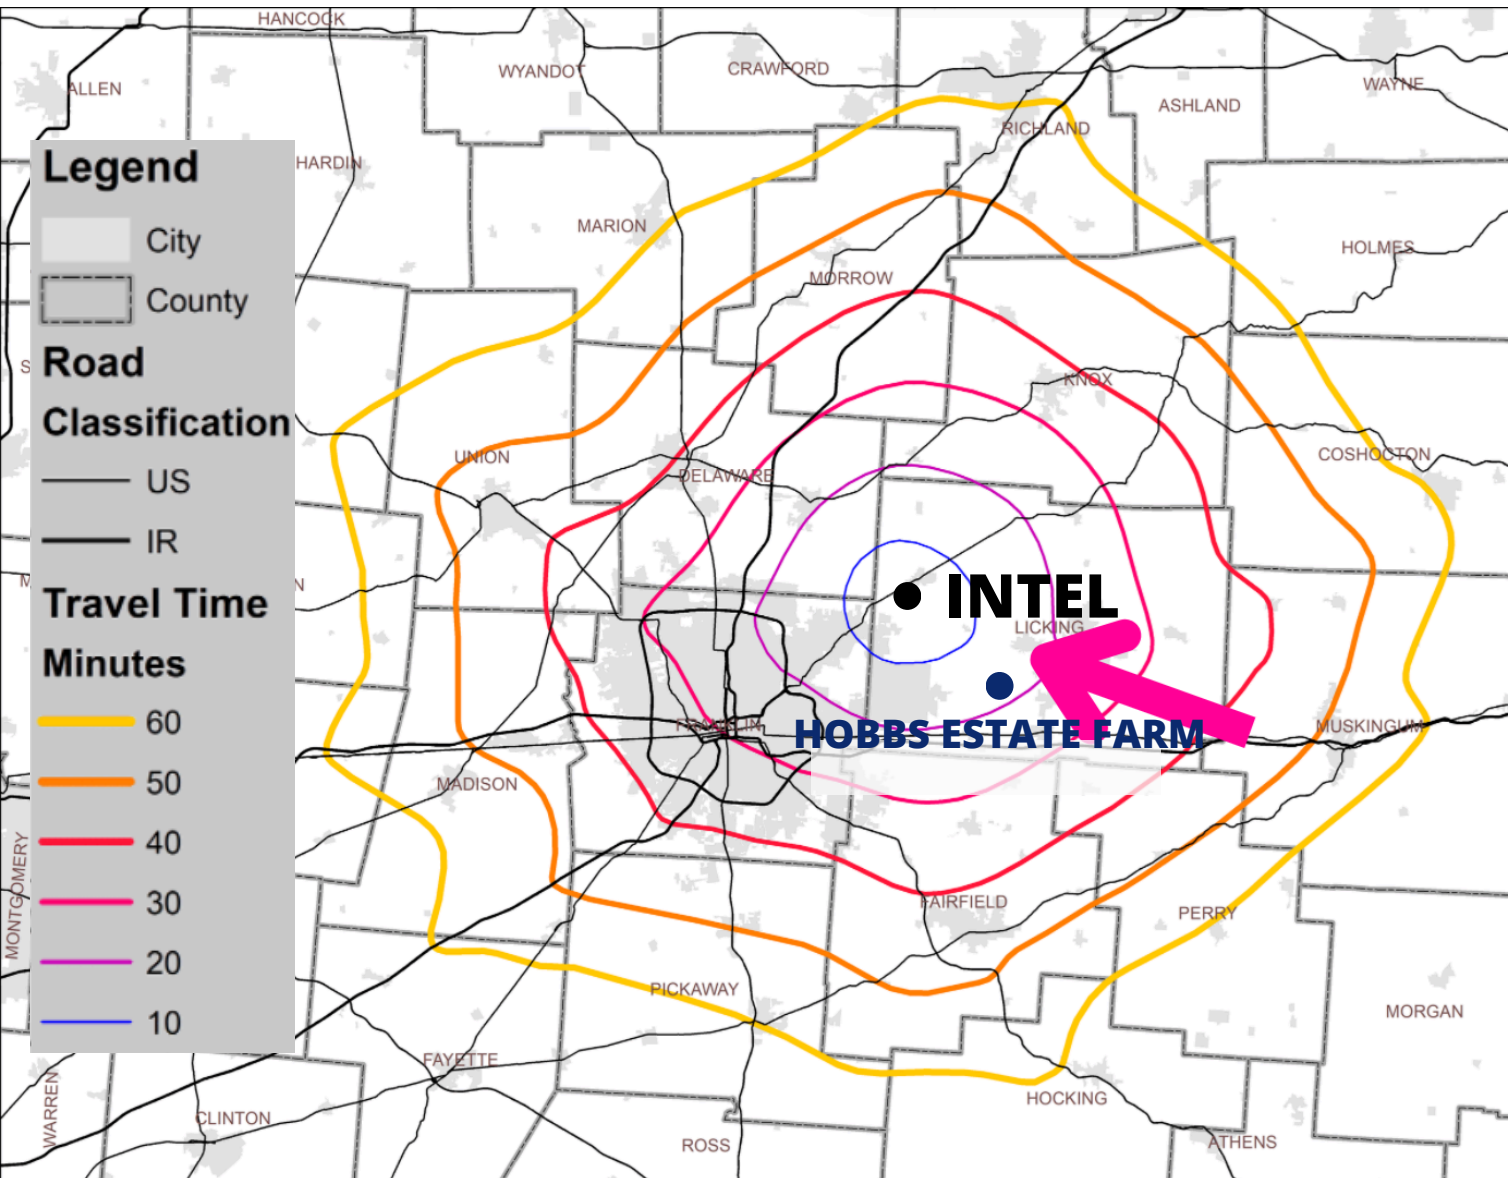 HANCOCK
WYANDOT
CRAWFORD
ALLEN
WAYNE
ASHLAND
RICHLAND
HARDIN
MARION
HOLMES
MORROW
KNOX
UNION
DELAWARE
COSHOCTON
LICKING
FRANKLIN
MUSKINGUM
MADISON
MONTGOMERY
FAIRFIELD
PERRY
PICKAWAY
MORGAN
FAYETTE
HOCKING
WARREN
CLINTON
ROSS
ATHENS
Legend
City
County
Road
Classification
US
IR
Travel Time
Minutes
60
50
40
30
20
10
INTEL
HOBBS ESTATE FARM